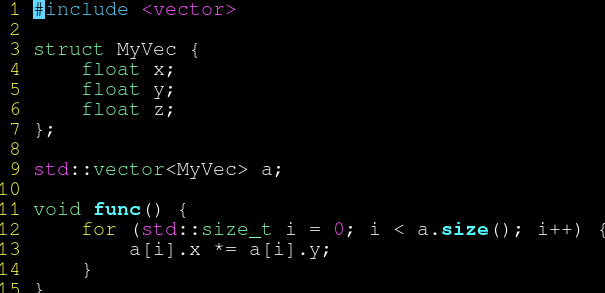 1 #include <vector>
2
3 struct MyVec {
4     float x;
5     float y;
6     float z;
7 };
8
9 std::vector<MyVec> a;
10
11 void func() {
12     for (std::size_t i = 0; i < a.size(); i++) {
13         a[i].x *= a[i].y;
14     }
15 }